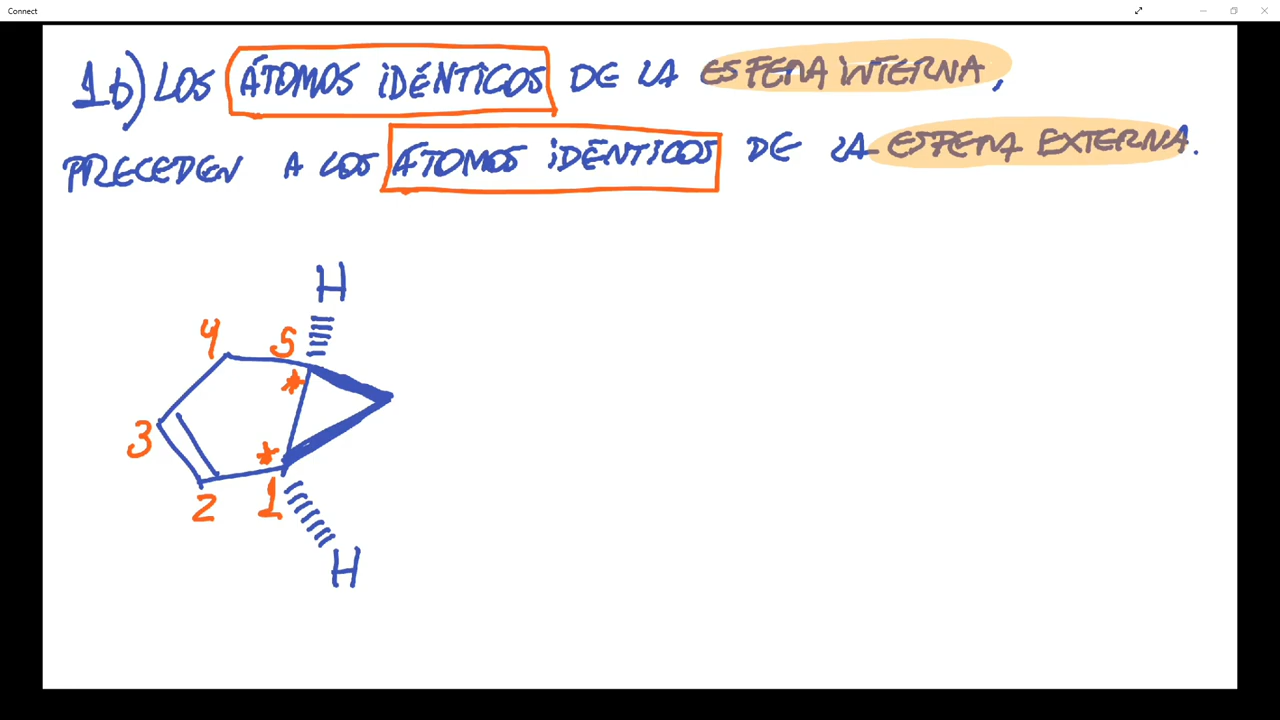 Connect
1b) LOS ÁTOMOS IDÉNTICOS DE LA ESFERA INTERNA,
PRECEDEN A LOS ÁTOMOS IDÉNTICOS DE LA ESFERA EXTERNA.
H
4 5
*
3 *
2 1
H